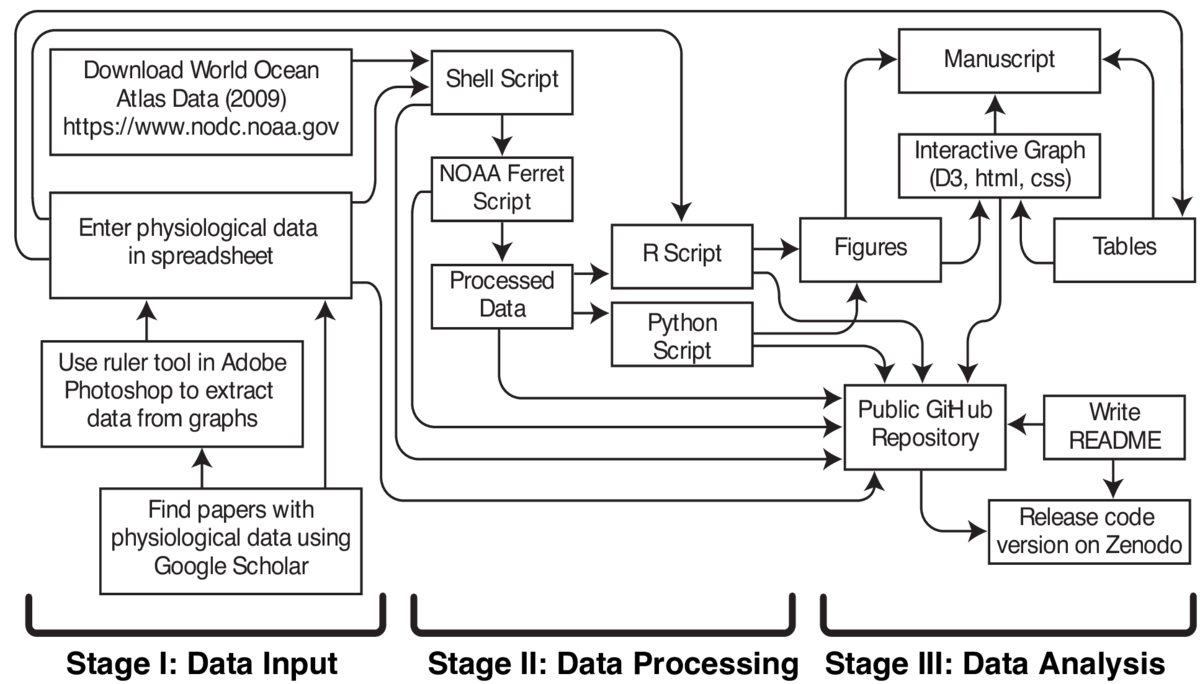 Download World Ocean
Atlas Data (2009)
https://www.nodc.noaa.gov
Enter physiological data
in spreadsheet
Use ruler tool in Adobe
Photoshop to extract
data from graphs
Find papers with
physiological data using
Google Scholar
Shell Script
NOAA Ferret
Script
Processed
Data
R Script
Python
Script
Manuscript
Interactive Graph
(D3, html, css)
Figures
Tables
Public GitHub
Repository
Write
README
Release code
version on Zenodo
Stage I: Data Input
Stage II: Data Processing
Stage III: Data Analysis